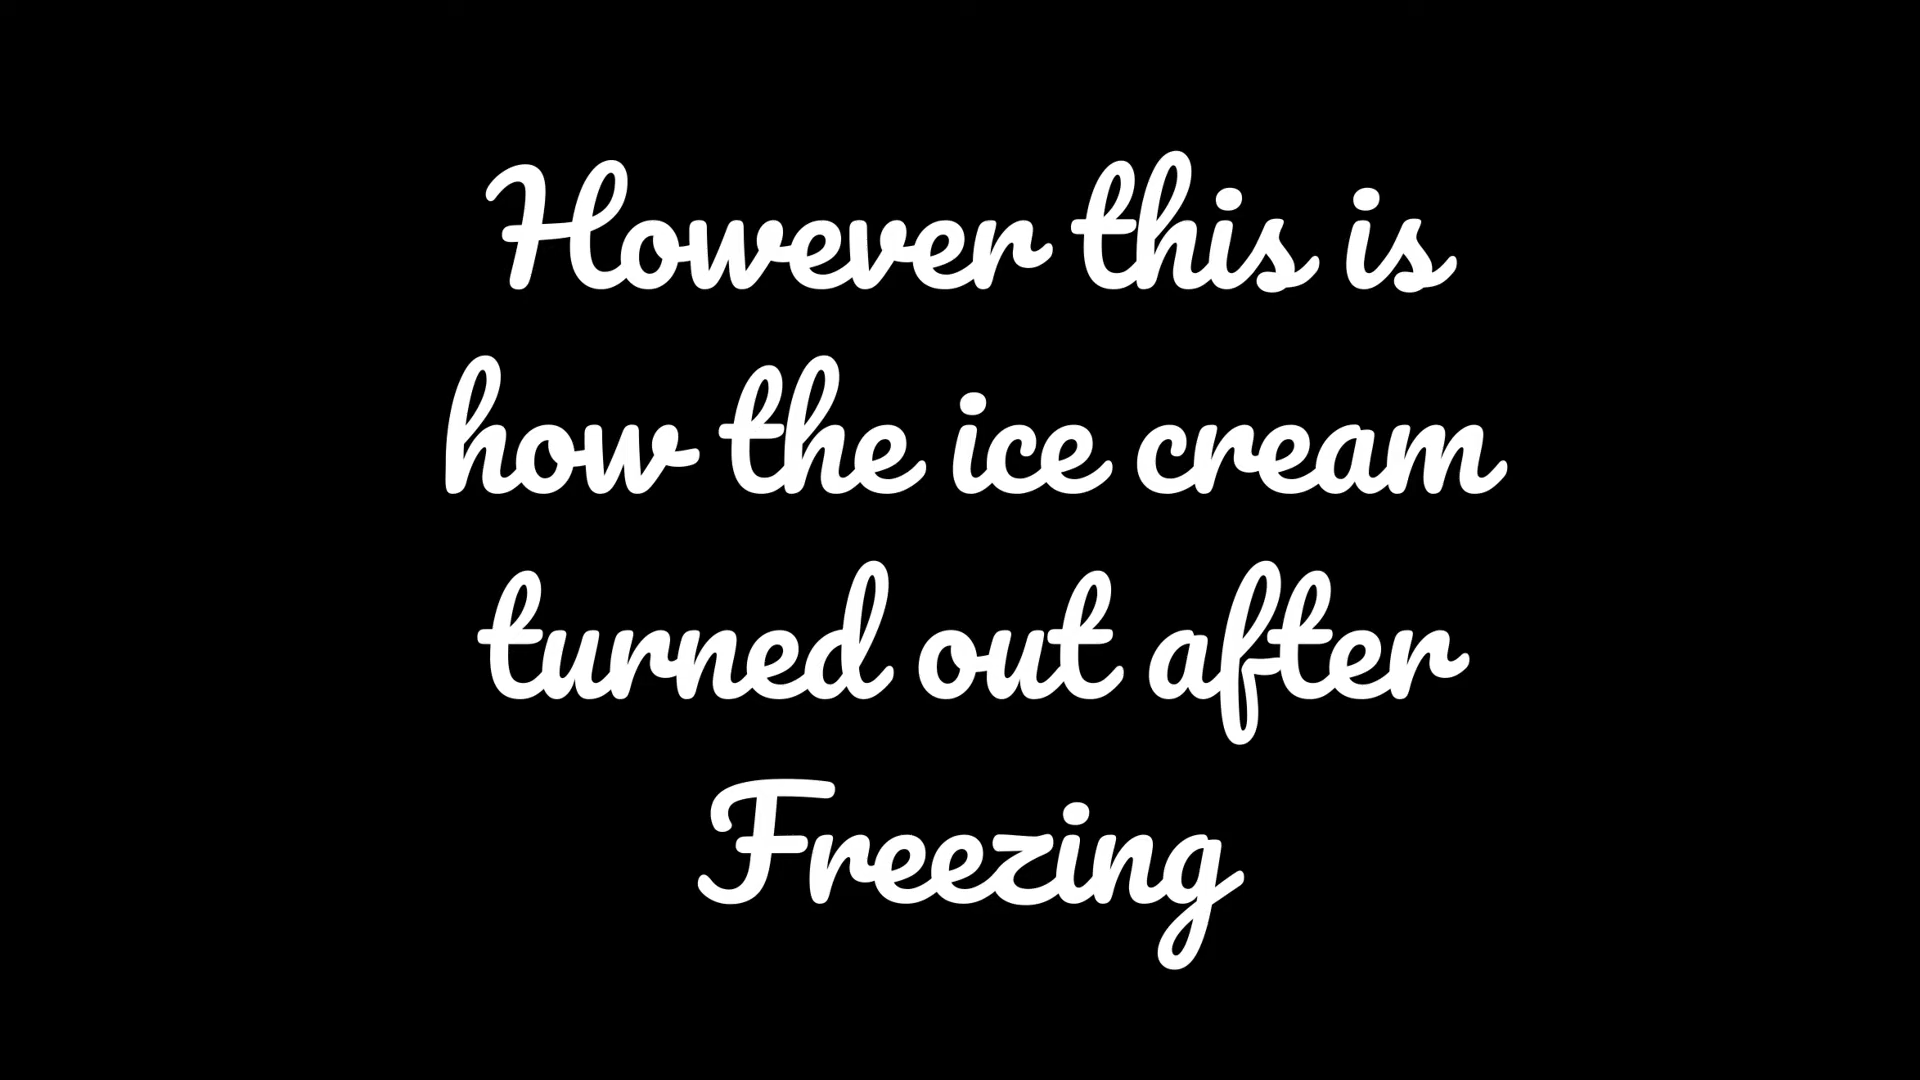 However this is
how the ice cream
turned out after
Freezing